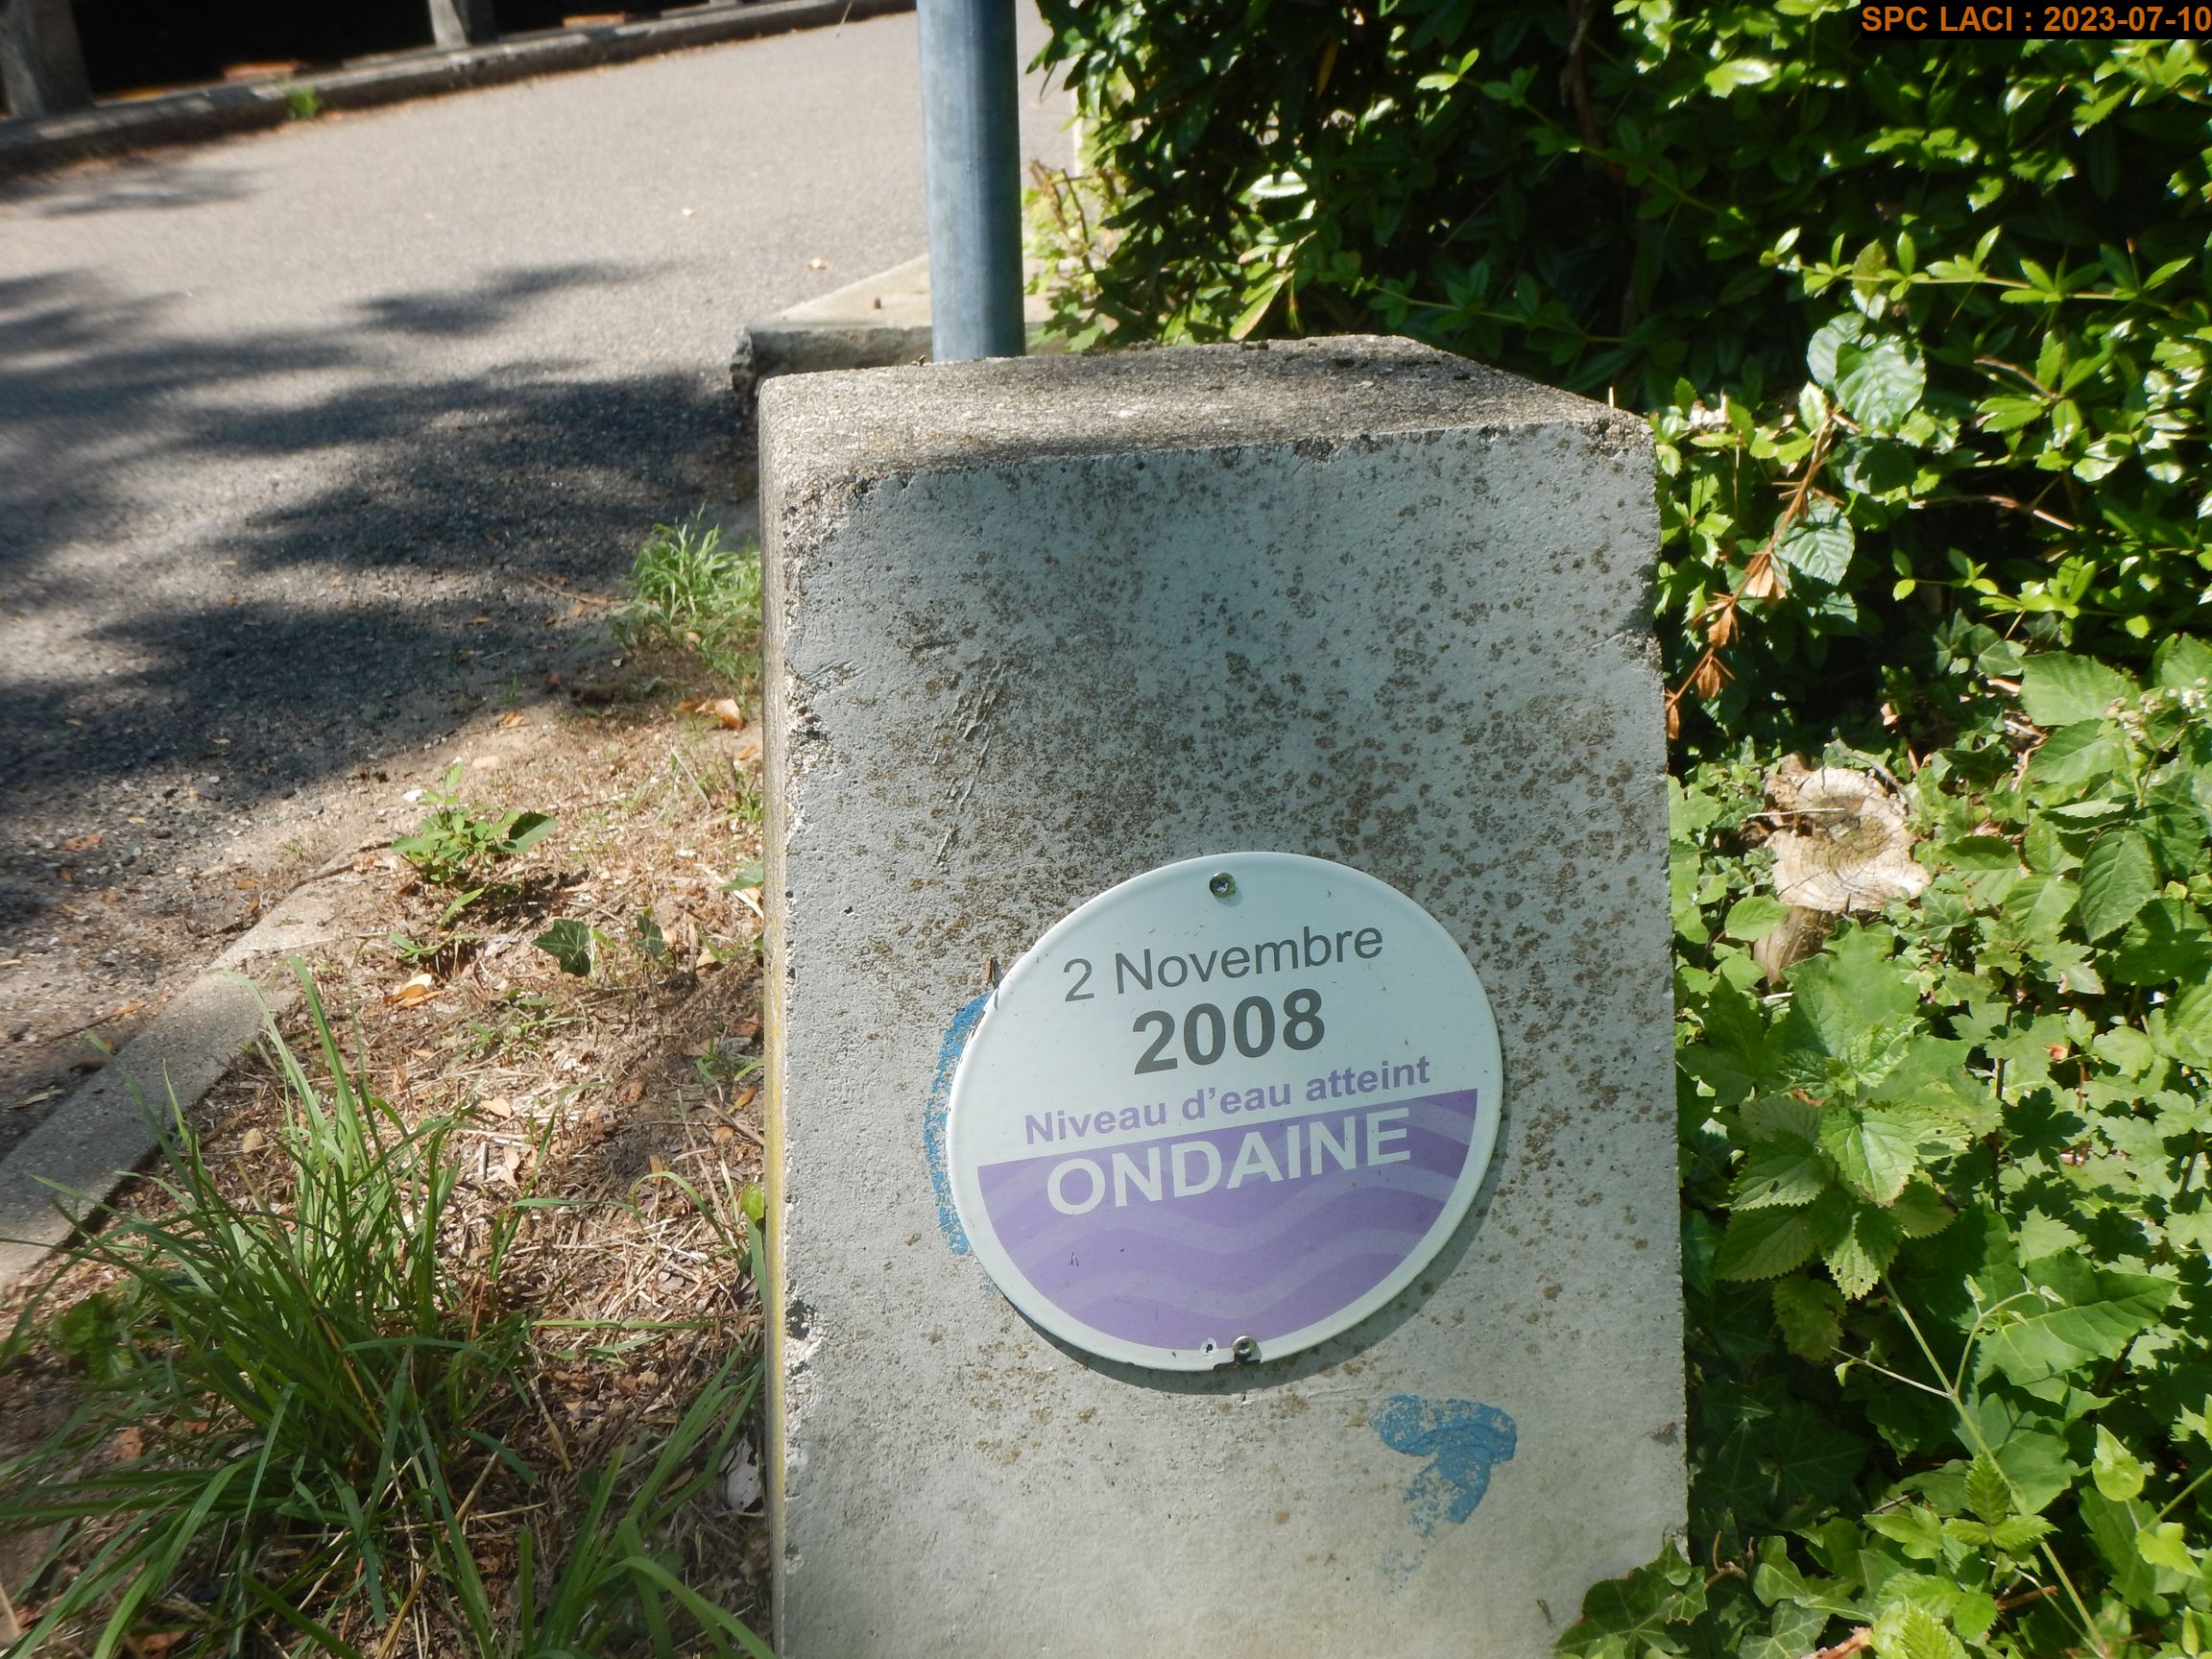 SPC LACI : 2023-07-10
2 Novembre
2008
Niveau d’eau atteint
ONDAINE